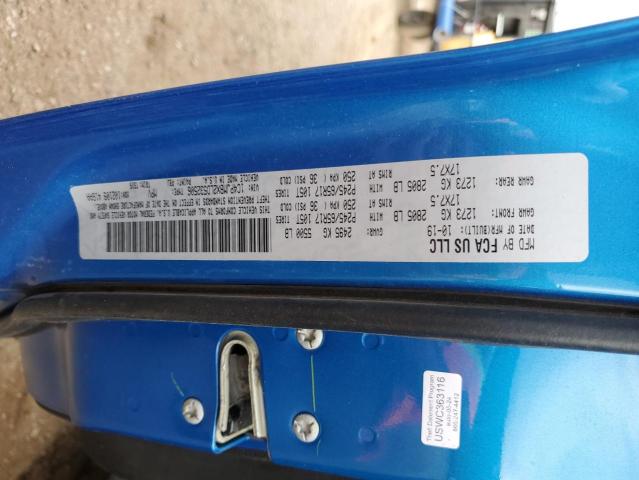 MFD BY FCA US LLC
DATE OF MFR(BUILT): 10-19 GVWR: 2495 KG 5500 LB
GAWR FRONT: 1273 KG 2805 LB P245/65R17 105T TIRES
17X7.5 RIMS AT 250 KPA( 36 PSI) COLD
GAWR REAR: 1273 KG 2805 LB P245/65R17 105T TIRES
17X7.5 RIMS AT 250 KPA( 36 PSI) COLD
THIS VEHICLE CONFORMS TO ALL APPLICABLE U.S.A. FEDERAL MOTOR VEHICLE SAFETY AND
THEFT PREVENTION STANDARDS IN EFFECT ON THE DATE OF MANUFACTURE SHOWN ABOVE.
VEHICLE MADE IN U.S.A.
Theft Deterrent Program
USWC363116